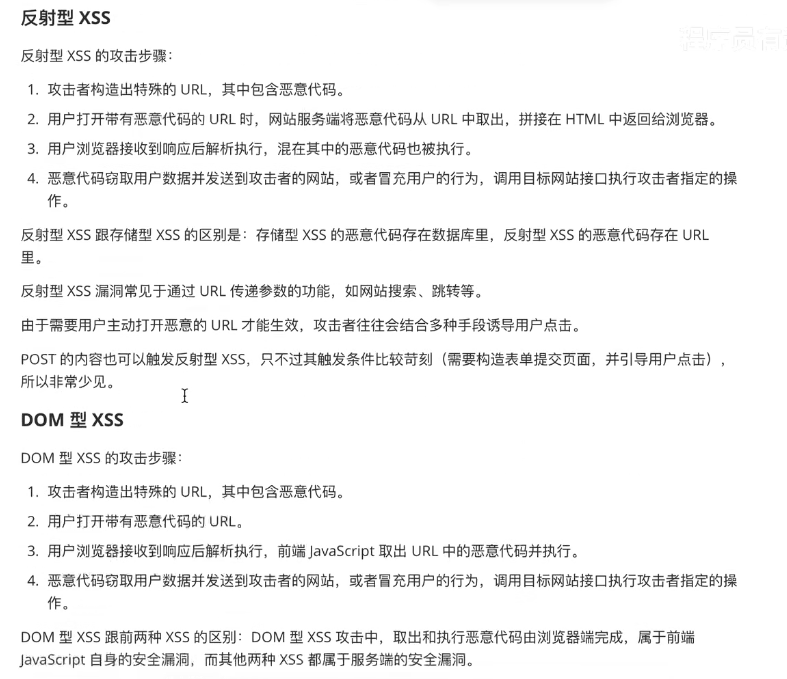 反射型 XSS
反射型 XSS 的攻击步骤：
1. 攻击者构造出特殊的 URL，其中包含恶意代码。
2. 用户打开带有恶意代码的 URL 时，网站服务端将恶意代码从 URL 中取出，拼接在 HTML 中返回给浏览器。
3. 用户浏览器接收到响应后解析执行，混在其中的恶意代码也被执行。
4. 恶意代码窃取用户数据并发送到攻击者的网站，或者冒充用户的行为，调用目标网站接口执行攻击者指定的操
作。
反射型 XSS 跟存储型 XSS 的区别是：存储型 XSS 的恶意代码存在数据库里，反射型 XSS 的恶意代码存在 URL
里。
反射型 XSS 漏洞常见于通过 URL 传递参数的功能，如网站搜索、跳转等。
由于需要用户主动打开恶意的 URL 才能生效，攻击者往往会结合多种手段诱导用户点击。
POST 的内容也可以触发反射型 XSS，只不过其触发条件比较苛刻（需要构造表单提交页面，并引导用户点击），
所以非常少见。
DOM 型 XSS
DOM 型 XSS 的攻击步骤：
1. 攻击者构造出特殊的 URL，其中包含恶意代码。
2. 用户打开带有恶意代码的 URL。
3. 用户浏览器接收到响应后解析执行，前端 JavaScript 取出 URL 中的恶意代码并执行。
4. 恶意代码窃取用户数据并发送到攻击者的网站，或者冒充用户的行为，调用目标网站接口执行攻击者指定的操
作。
DOM 型 XSS 跟前两种 XSS 的区别：DOM 型 XSS 攻击中，取出和执行恶意代码由浏览器端完成，属于前端
JavaScript 自身的安全漏洞，而其他两种 XSS 都属于服务端的安全漏洞。